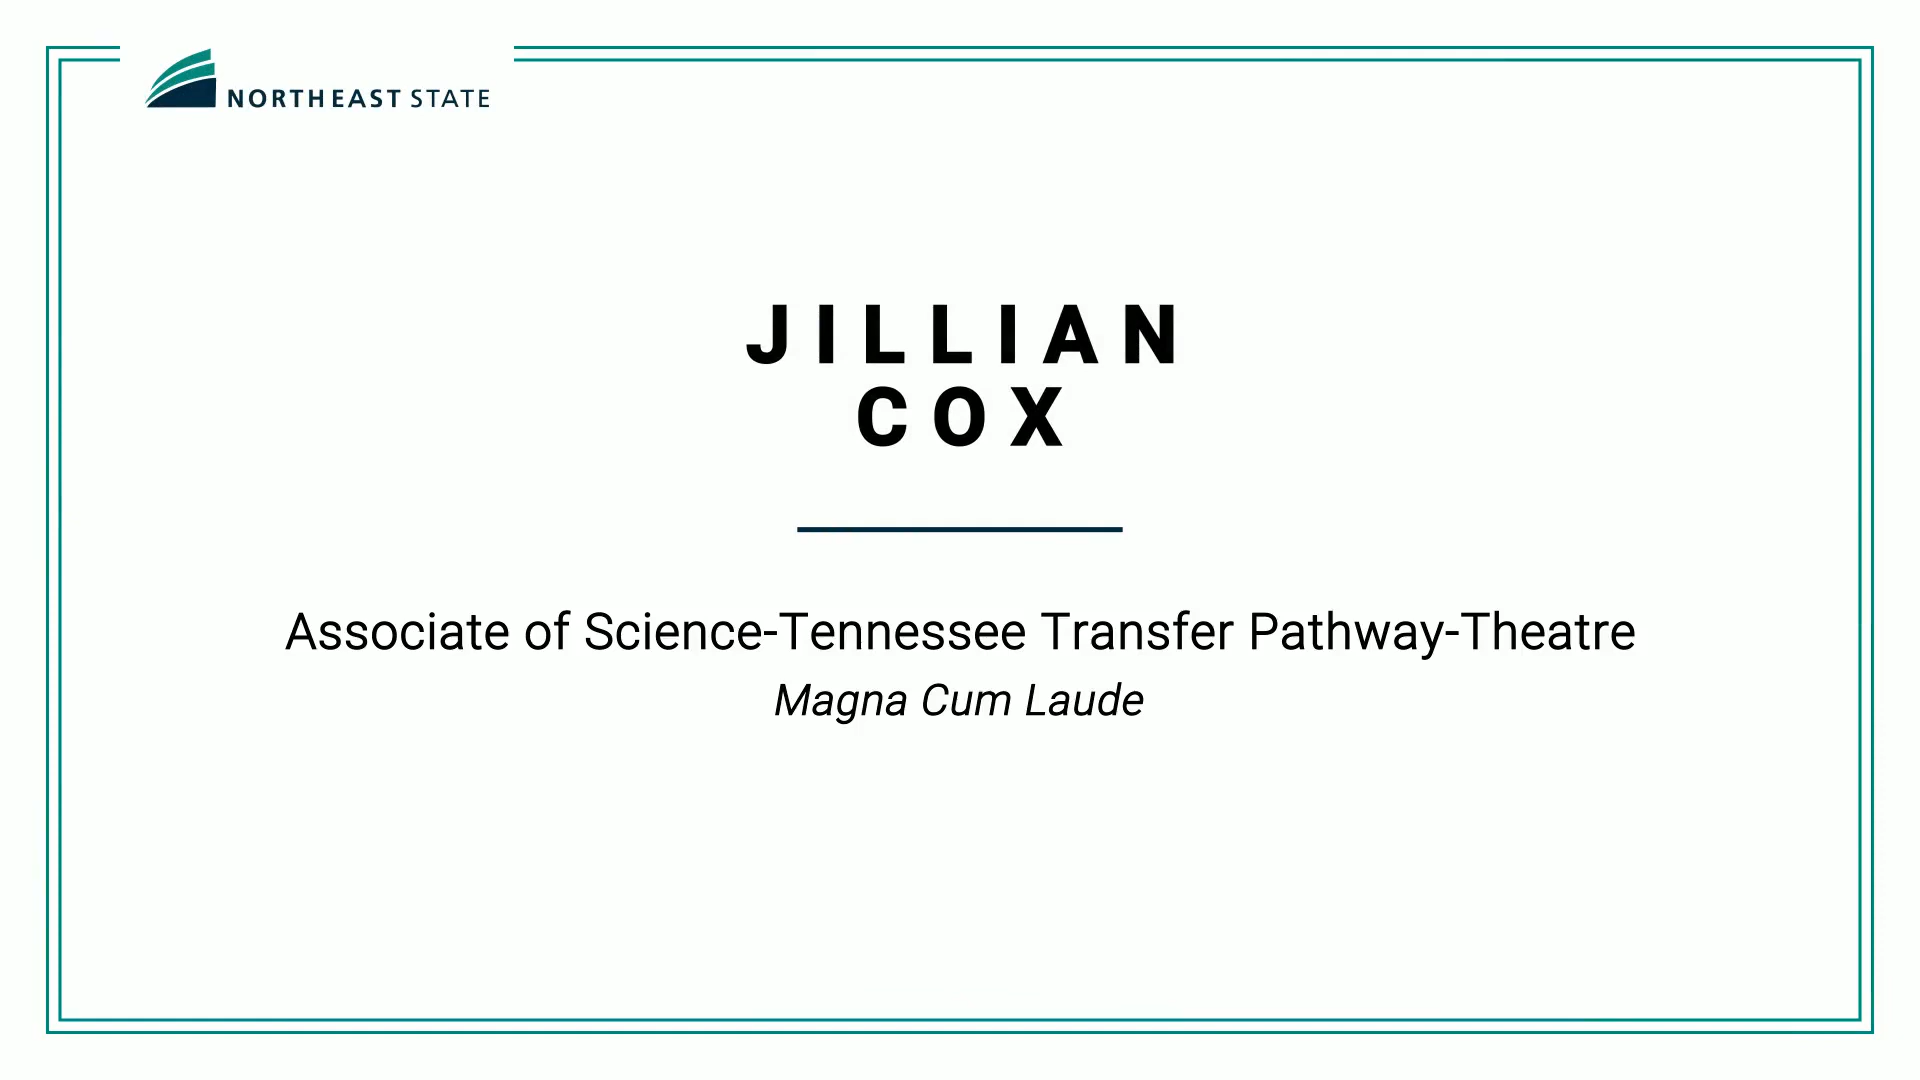 NORTHEAST STATE
JILLIAN
COX
Associate of Science-Tennessee Transfer Pathway-Theatre
Magna Cum Laude